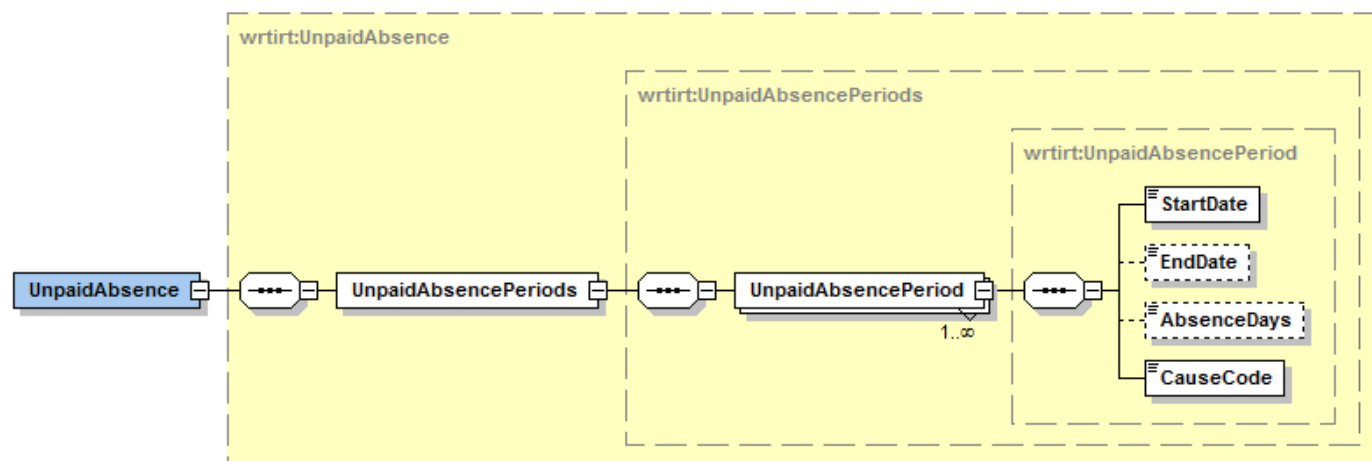 wrtirt:UnpaidAbsence
wrtirt:UnpaidAbsencePeriods
wrtirt:UnpaidAbsencePeriod
StartDate
EndDate
UnpaidAbsence
UnpaidAbsencePeriods
UnpaidAbsencePeriod
1..∞
AbsenceDays
CauseCode